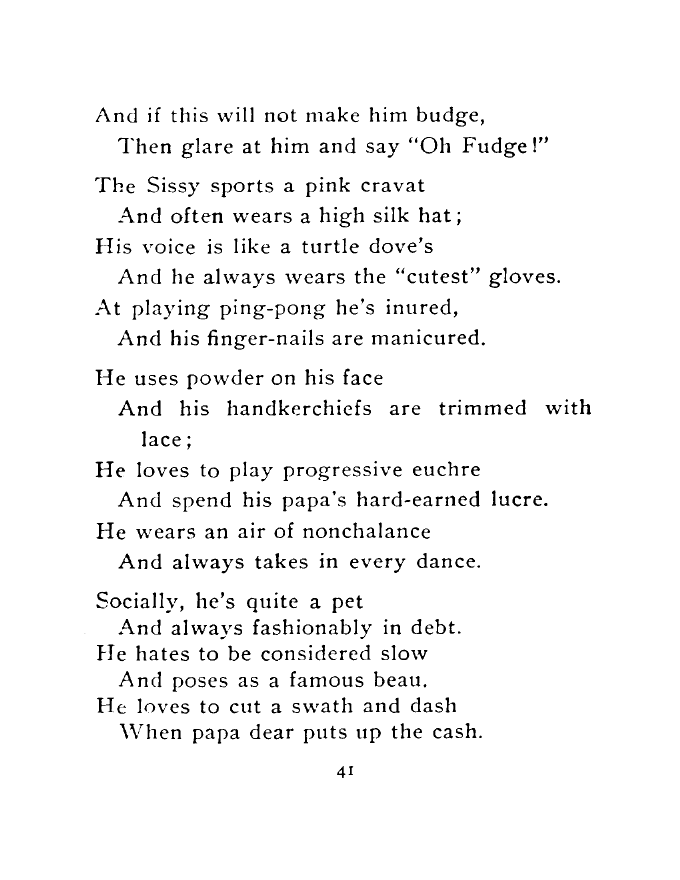 And if this will not make him budge,
Then glare at him and say “Oh Fudge!”
The Sissy sports a pink cravat
And often wears a high silk hat;
His voice is like a turtle dove’s
And he always wears the “cutest” gloves.
At playing ping-pong he’s inured,
And his finger-nails are manicured.
He uses powder on his face
And his handkerchiefs are trimmed with
lace;
He loves to play progressive euchre
And spend his papa’s hard-earned lucre.
He wears an air of nonchalance
And always takes in every dance.
Socially, he’s quite a pet
And always fashionably in debt.
He hates to be considered slow
And poses as a famous beau.
He loves to cut a swath and dash
When papa dear puts up the cash.
41